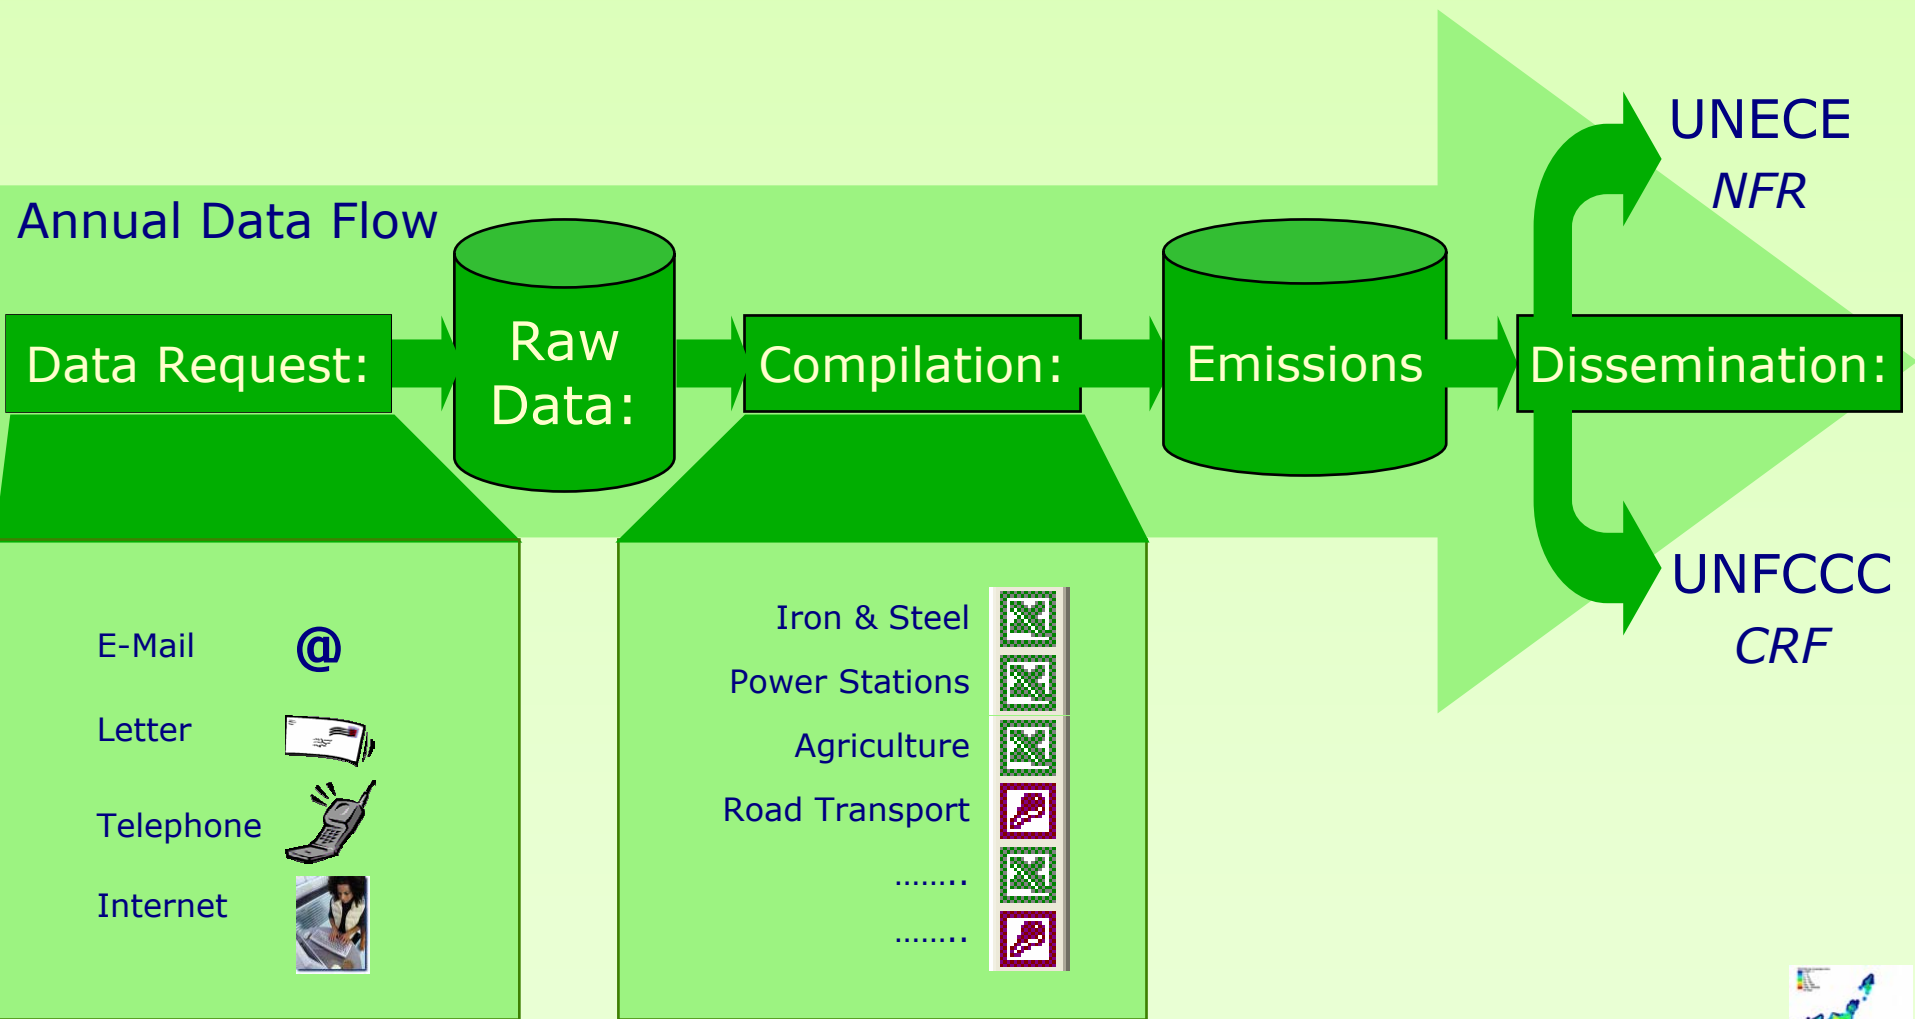 Annual Data Flow
Data Request:
Raw
Data:
Compilation:
Emissions
Dissemination:
UNECE
NFR
UNFCCC
CRF
E-Mail @
Letter
Telephone
Internet
Iron & Steel
Power Stations
Agriculture
Road Transport
……..
……..